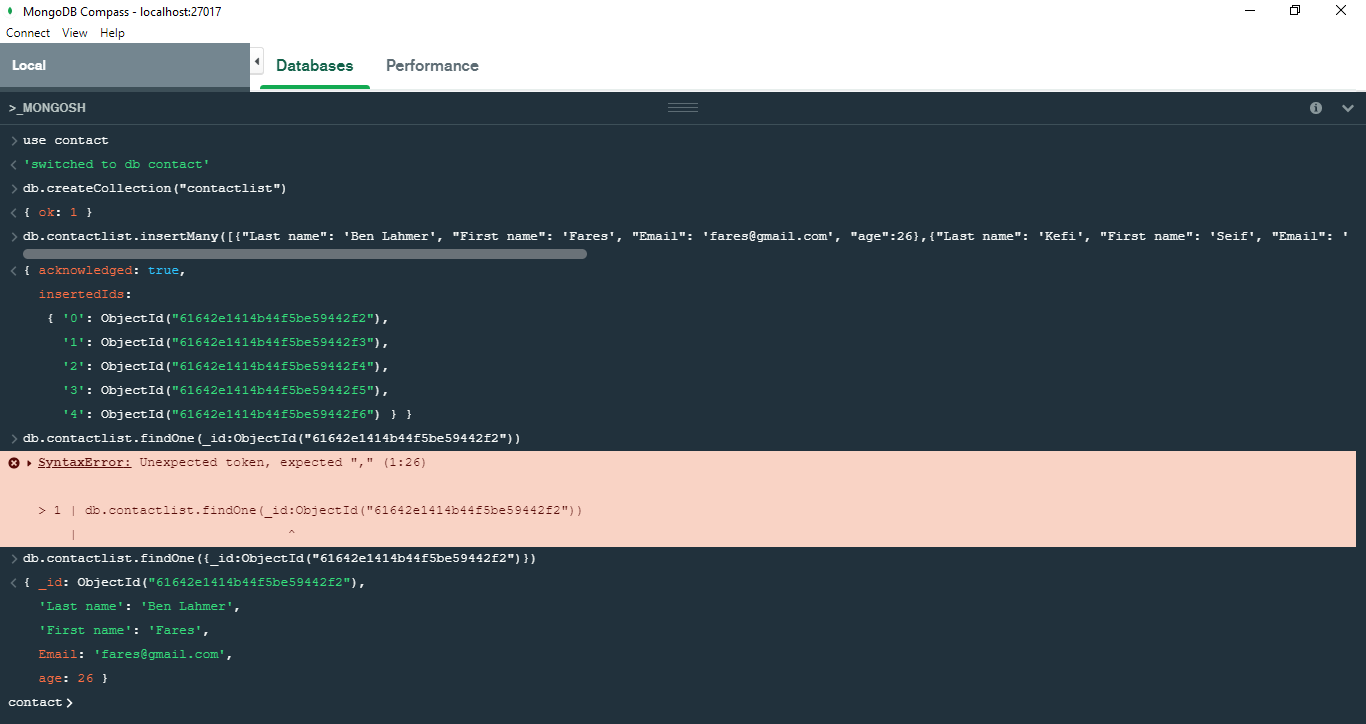 MongoDB Compass - localhost:27017
Connect View Help
Local
Databases Performance
>_MONGOSH
> use contact
< 'switched to db contact'
> db.createCollection("contactlist")
< { ok: 1 }
> db.contactlist.insertMany([{"Last name": 'Ben Lahmer', "First name": 'Fares', "Email": 'fares@gmail.com', "age":26},{"Last name": 'Kefi', "First name": 'Seif', "Email": '
< { acknowledged: true,
insertedIds:
{ '0': ObjectId("61642e1414b44f5be59442f2"),
'1': ObjectId("61642e1414b44f5be59442f3"),
'2': ObjectId("61642e1414b44f5be59442f4"),
'3': ObjectId("61642e1414b44f5be59442f5"),
'4': ObjectId("61642e1414b44f5be59442f6") } }
> db.contactlist.findOne(_id:ObjectId("61642e1414b44f5be59442f2"))
SyntaxError: Unexpected token, expected "," (1:26)
> 1 | db.contactlist.findOne(_id:ObjectId("61642e1414b44f5be59442f2"))
| ^
> db.contactlist.findOne({_id:ObjectId("61642e1414b44f5be59442f2")})
< { _id: ObjectId("61642e1414b44f5be59442f2"),
'Last name': 'Ben Lahmer',
'First name': 'Fares',
Email: 'fares@gmail.com',
age: 26 }
contact>